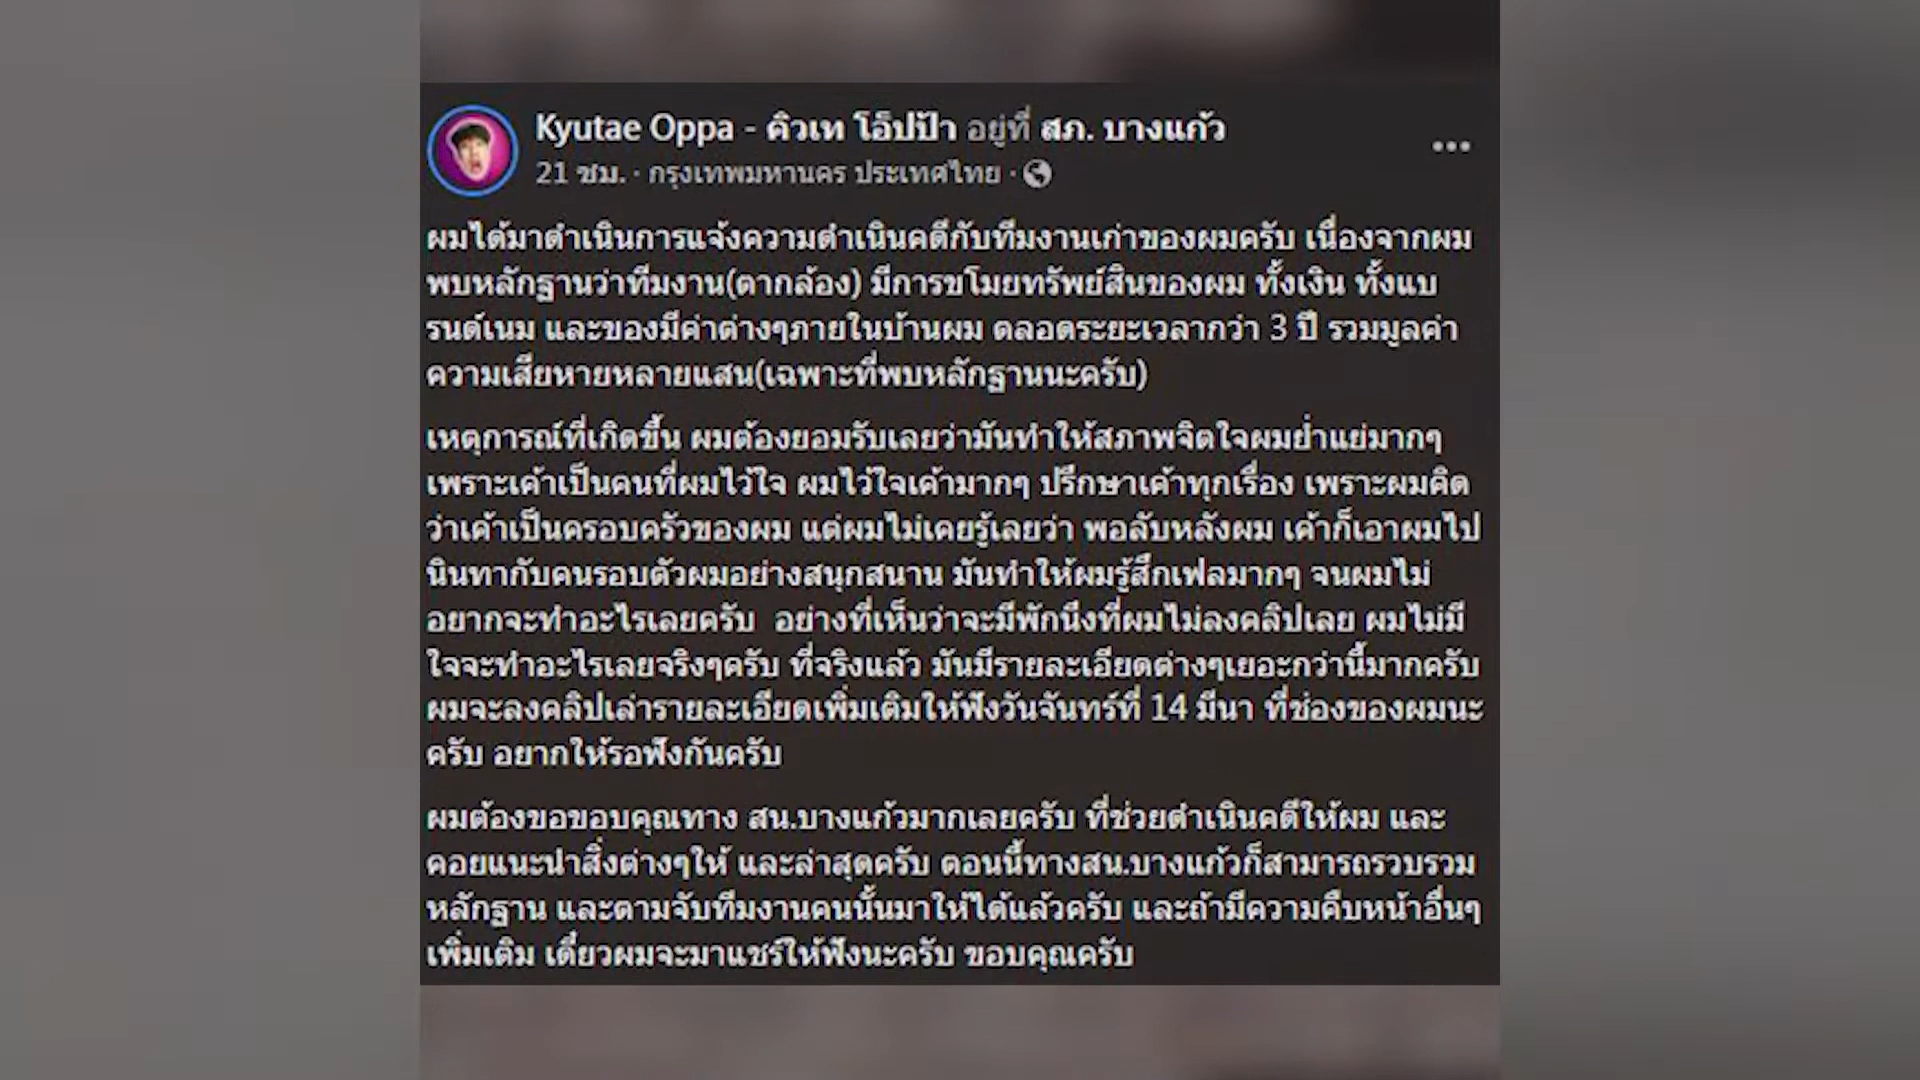 Kyutae Oppa - คิวเท โอ็ปป้า อยู่ที่ สภ. บางแก้ว
21 ชม. · กรุงเทพมหานคร ประเทศไทย ·
ผมได้มาดำเนินการแจ้งความดำเนินคดีกับทีมงานเก่าของผมครับ เนื่องจากผม
พบหลักฐานว่าทีมงาน(ตากล้อง) มีการขโมยทรัพย์สินของผม ทั้งเงิน ทั้งแบ
รนด์เนม และของมีค่าต่างๆภายในบ้านผม ตลอดระยะเวลากว่า 3 ปี รวมมูลค่า
ความเสียหายหลายแสน(เฉพาะที่พบหลักฐานนะครับ)
เหตุการณ์ที่เกิดขึ้น ผมต้องยอมรับเลยว่ามันทำให้สภาพจิตใจผมย่ำแย่มากๆ
เพราะเค้าเป็นคนที่ผมไว้ใจ ผมไว้ใจเค้ามากๆ ปรึกษาเค้าทุกเรื่อง เพราะผมคิด
ว่าเค้าเป็นครอบครัวของผม แต่ผมไม่เคยรู้เลยว่า พอลับหลังผม เค้าก็เอาผมไป
นินทากับคนรอบตัวผมอย่างสนุกสนาน มันทำให้ผมรู้สึกเฟลมากๆ จนผมไม่
อยากจะทำอะไรเลยครับ อย่างที่เห็นว่าจะมีพักนึงที่ผมไม่ลงคลิปเลย ผมไม่มี
ใจจะทำอะไรเลยจริงๆครับ ที่จริงแล้ว มันมีรายละเอียดต่างๆเยอะกว่านี้มากครับ
ผมจะลงคลิปเล่ารายละเอียดเพิ่มเติมให้ฟังวันจันทร์ที่ 14 มีนา ที่ช่องของผมนะ
ครับ อยากให้รอฟังกันครับ
ผมต้องขอขอบคุณทาง สน.บางแก้วมากเลยครับ ที่ช่วยดำเนินคดีให้ผม และ
คอยแนะนำสิ่งต่างๆให้ และล่าสุดครับ ตอนนี้ทางสน.บางแก้วก็สามารถรวบรวม
หลักฐาน และตามจับทีมงานคนนั้นมาให้ได้แล้วครับ และถ้ามีความคืบหน้าอื่นๆ
เพิ่มเติม เดี๋ยวผมจะมาแชร์ให้ฟังนะครับ ขอบคุณครับ